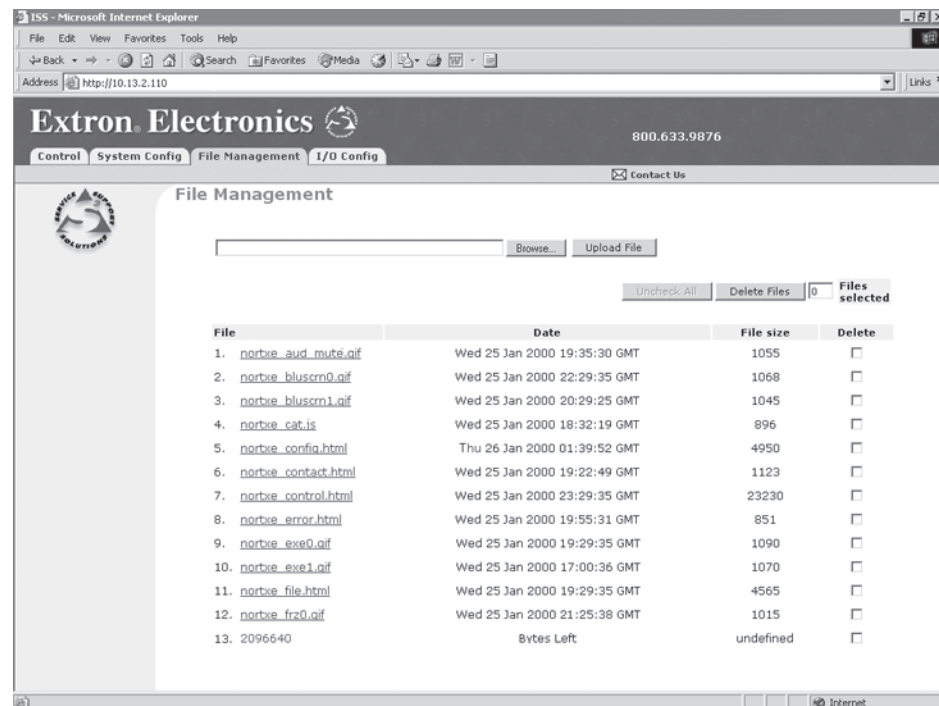 ISS - Microsoft Internet Explorer
File Edit View Favorites Tools Help
Back Search Favorites Media
Address http://10.13.2.110 Links
Extron Electronics
800.633.9876
Control System Config File Management I/O Config
Contact Us
SERVICE SUPPORT SOLUTIONS
S3
File Management
Browse... Upload File
Uncheck All Delete Files 0 Files selected
File Date File size Delete
1. nortxe_aud_mute.gif Wed 25 Jan 2000 19:35:30 GMT 1055
2. nortxe_bluscrn0.gif Wed 25 Jan 2000 22:29:35 GMT 1068
3. nortxe_bluscrn1.gif Wed 25 Jan 2000 20:29:25 GMT 1045
4. nortxe_cat.js Wed 25 Jan 2000 18:32:19 GMT 896
5. nortxe_config.html Thu 26 Jan 2000 01:39:52 GMT 4950
6. nortxe_contact.html Wed 25 Jan 2000 19:22:49 GMT 1123
7. nortxe_control.html Wed 25 Jan 2000 23:29:35 GMT 23230
8. nortxe_error.html Wed 25 Jan 2000 19:55:31 GMT 851
9. nortxe_exe0.gif Wed 25 Jan 2000 19:29:35 GMT 1090
10. nortxe_exe1.gif Wed 25 Jan 2000 17:00:36 GMT 1070
11. nortxe_file.html Wed 25 Jan 2000 19:29:35 GMT 4565
12. nortxe_frz0.gif Wed 25 Jan 2000 21:25:38 GMT 1015
13. 2096640 Bytes Left undefined
Internet